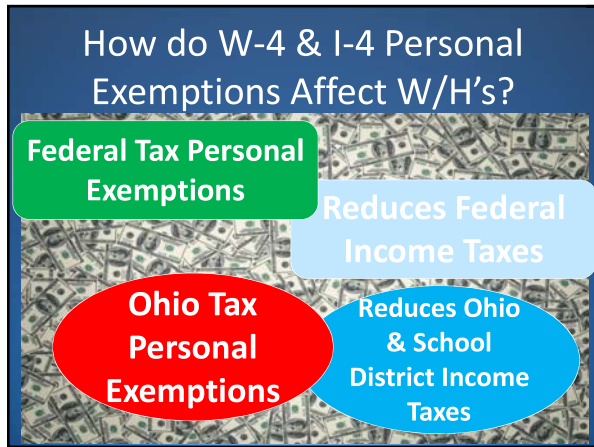 How do W-4 & I-4 Personal
Exemptions Affect W/H's?
Federal Tax Personal
Exemptions
Reduces Federal
Income Taxes
Ohio Tax
Personal
Exemptions
Reduces Ohio
& School
District Income
Taxes